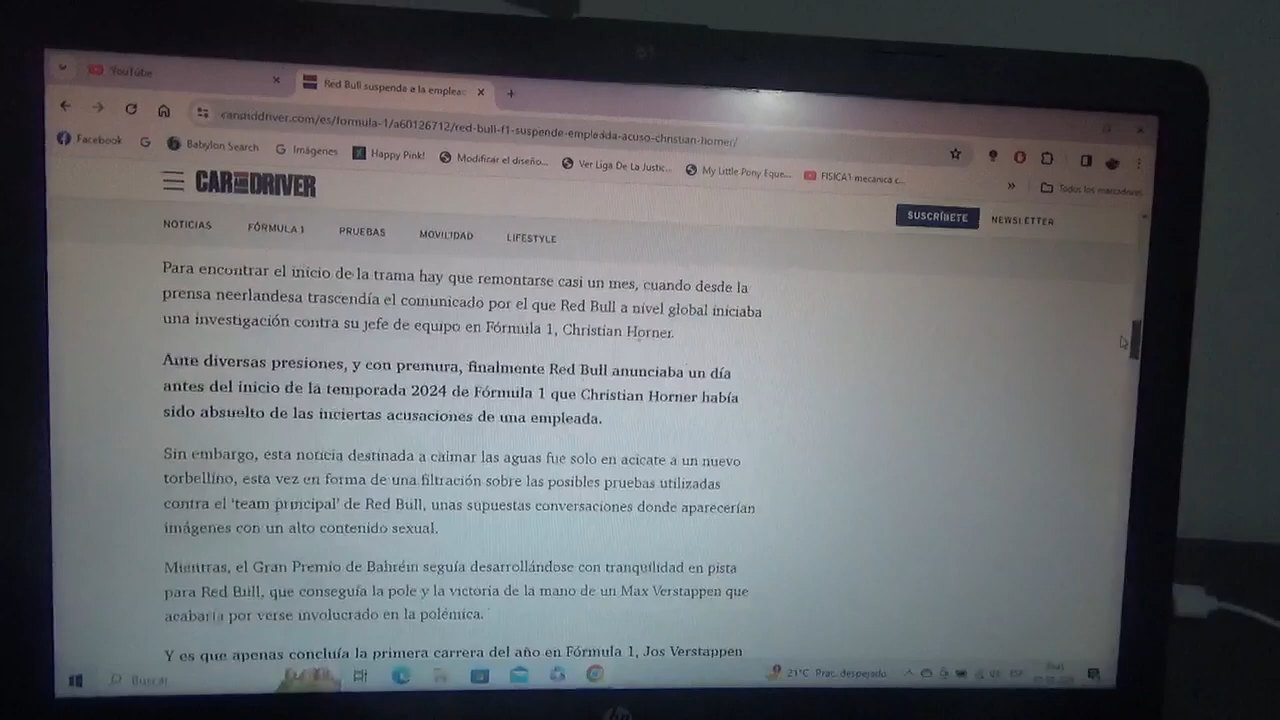 YouTube
Red Bull suspende a la emplea
candiddriver.com/es/formula-1/a60126712/red-bull-f1-suspende-empleada-acuso-christian-horner/
Facebook
G
Babylon Search
Imágenes
Happy Pink!
Modificar el diseño...
Ver Liga De La Justic...
My Little Pony Eque...
FISICA1 mecanica c...
»
Todos los marcadores
CAR AND DRIVER
SUSCRÍBETE
NEWSLETTER
NOTICIAS
FÓRMULA 1
PRUEBAS
MOVILIDAD
LIFESTYLE
Para encontrar el inicio de la trama hay que remontarse casi un mes, cuando desde la
prensa neerlandesa trascendía el comunicado por el que Red Bull a nivel global iniciaba
una investigación contra su jefe de equipo en Fórmula 1, Christian Horner.
Ante diversas presiones, y con premura, finalmente Red Bull anunciaba un día
antes del inicio de la temporada 2024 de Fórmula 1 que Christian Horner había
sido absuelto de las inciertas acusaciones de una empleada.
Sin embargo, esta noticia destinada a calmar las aguas fue solo en acicate a un nuevo
torbellino, esta vez en forma de una filtración sobre las posibles pruebas utilizadas
contra el 'team principal' de Red Bull, unas supuestas conversaciones donde aparecerían
imágenes con un alto contenido sexual.
Mientras, el Gran Premio de Bahréin seguía desarrollándose con tranquilidad en pista
para Red Bull, que conseguía la pole y la victoria de la mano de un Max Verstappen que
acabaría por verse involucrado en la polémica.
Y es que apenas concluía la primera carrera del año en Fórmula 1, Jos Verstappen
Buscar
21°C Prac. despejado
ESP
hp